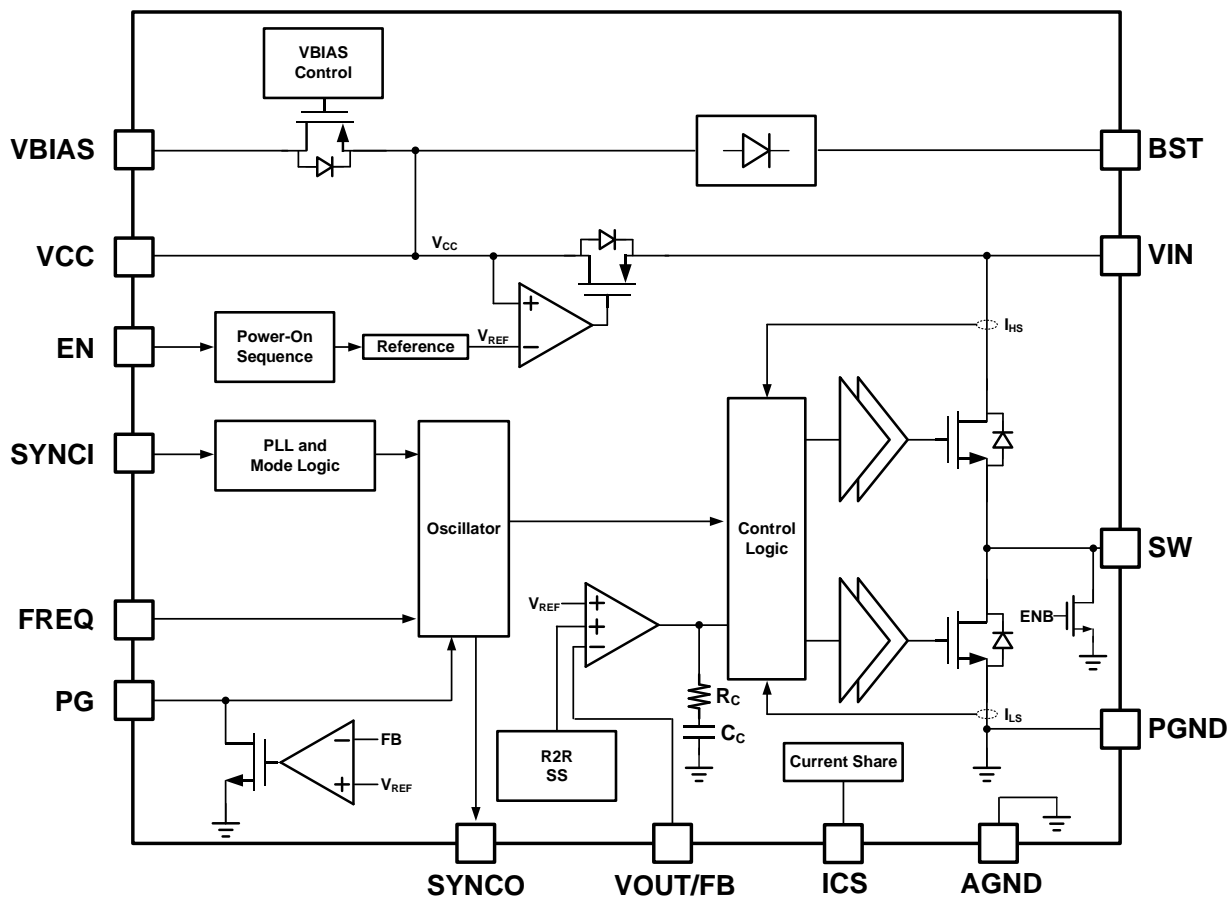 VBIAS
Control
VBIAS
BST
VCC
VCC
VIN
EN
Power-On
Sequence
Reference
VREF
+
−
IHS
SYNCI
PLL and
Mode Logic
Oscillator
Control
Logic
SW
FREQ
VREF
+
+
−
ENB
PG
RC
CC
ILS
PGND
−
FB
+
VREF
R2R
SS
Current Share
SYNCO
VOUT/FB
ICS
AGND